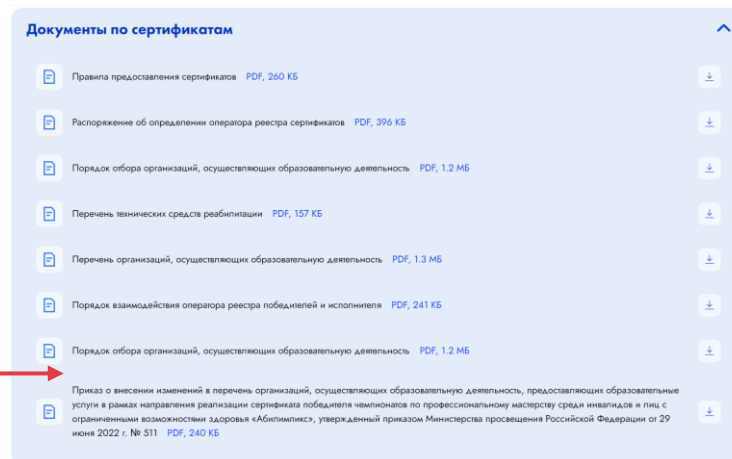 Документы по сертификатам
Правила предоставления сертификатов PDF, 260 КБ
Распоряжение об определении оператора реестра сертификатов PDF, 396 КБ
Порядок отбора организаций, осуществляющих образовательную деятельность PDF, 1.2 МБ
Перечень технических средств реабилитации PDF, 157 КБ
Перечень организаций, осуществляющих образовательную деятельность PDF, 1.3 МБ
Порядок взаимодействия оператора реестра победителей и исполнителя PDF, 241 КБ
Порядок отбора организаций, осуществляющих образовательную деятельность PDF, 1.2 МБ
Приказ о внесении изменений в перечень организаций, осуществляющих образовательную деятельность, предоставляющих образовательные
услуги в рамках направления реализации сертификата победителя чемпионатов по профессиональному мастерству среди инвалидов и лиц с
ограниченными возможностями здоровья «Абилимпикс», утвержденный приказом Министерства просвещения Российской Федерации от 29
июня 2022 г. № 511 PDF, 240 КБ